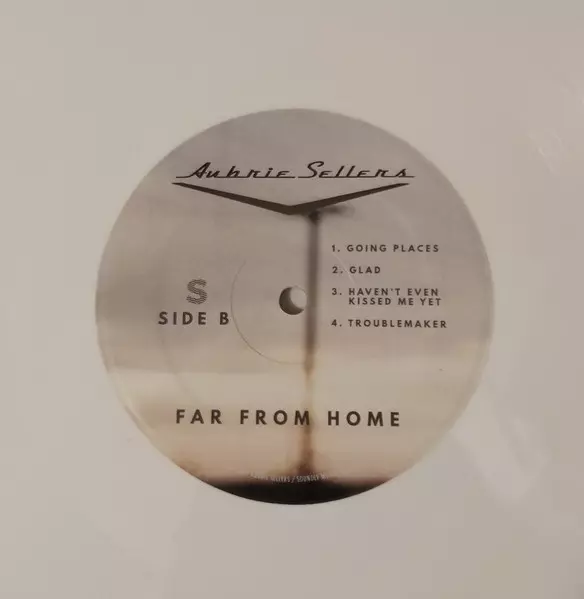 Aubrie Sellers
1. GOING PLACES
2. GLAD
3. HAVEN'T EVEN
KISSED ME YET
4. TROUBLEMAKER
S
SIDE B
FAR FROM HOME